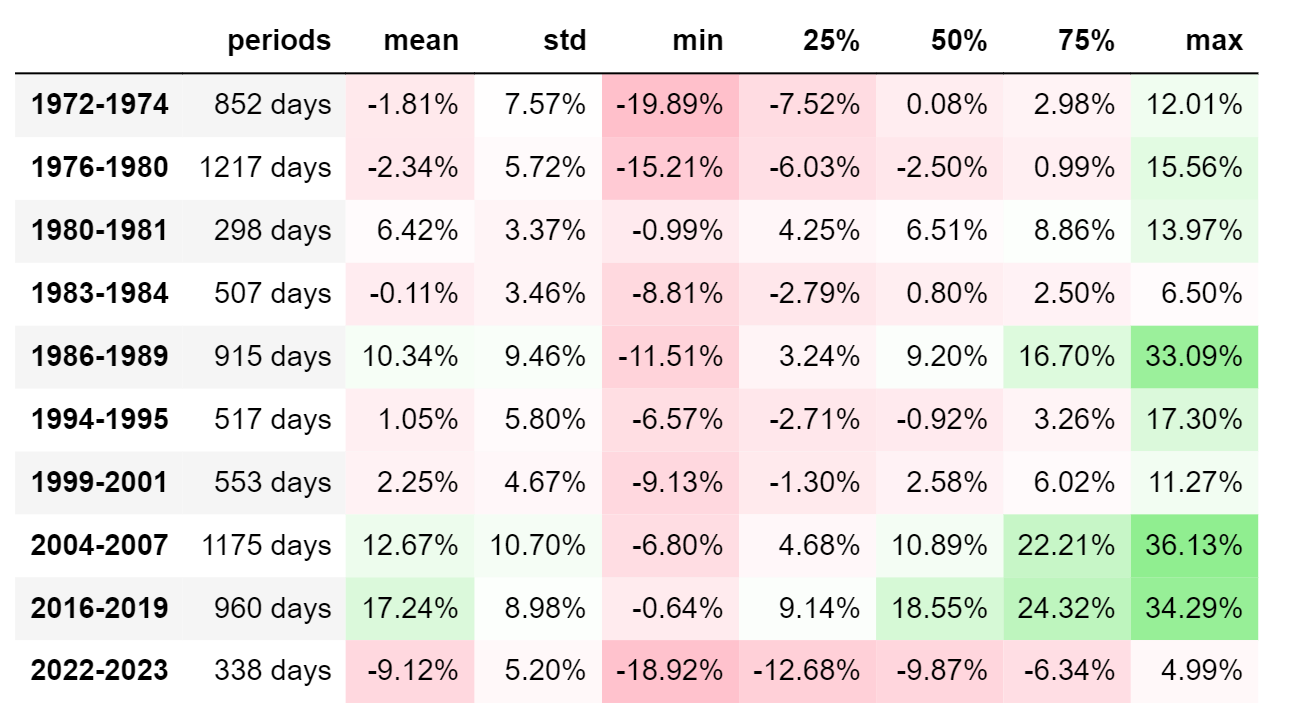 periods mean std min 25% 50% 75% max
1972-1974 852 days -1.81% 7.57% -19.89% -7.52% 0.08% 2.98% 12.01%
1976-1980 1217 days -2.34% 5.72% -15.21% -6.03% -2.50% 0.99% 15.56%
1980-1981 298 days 6.42% 3.37% -0.99% 4.25% 6.51% 8.86% 13.97%
1983-1984 507 days -0.11% 3.46% -8.81% -2.79% 0.80% 2.50% 6.50%
1986-1989 915 days 10.34% 9.46% -11.51% 3.24% 9.20% 16.70% 33.09%
1994-1995 517 days 1.05% 5.80% -6.57% -2.71% -0.92% 3.26% 17.30%
1999-2001 553 days 2.25% 4.67% -9.13% -1.30% 2.58% 6.02% 11.27%
2004-2007 1175 days 12.67% 10.70% -6.80% 4.68% 10.89% 22.21% 36.13%
2016-2019 960 days 17.24% 8.98% -0.64% 9.14% 18.55% 24.32% 34.29%
2022-2023 338 days -9.12% 5.20% -18.92% -12.68% -9.87% -6.34% 4.99%